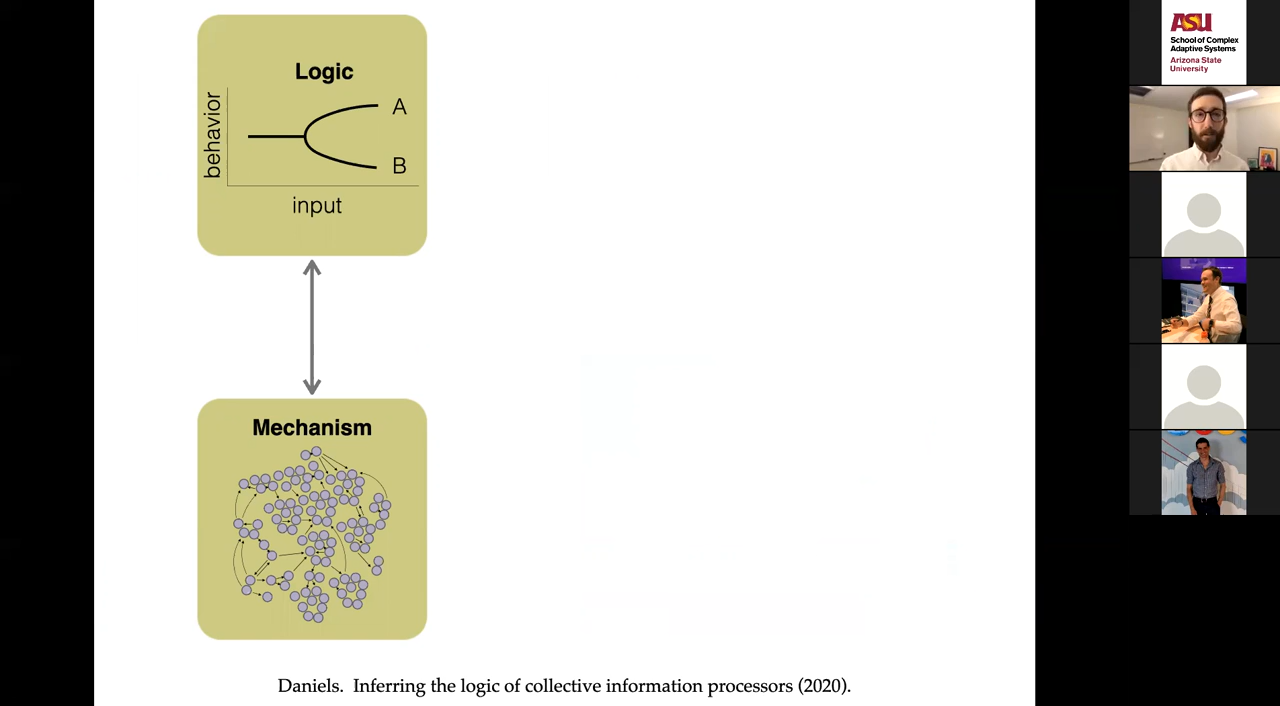 Logic
behavior
A
B
input
Mechanism
Daniels. Inferring the logic of collective information processors (2020).
ASU
School of Complex
Adaptive Systems
Arizona State
University